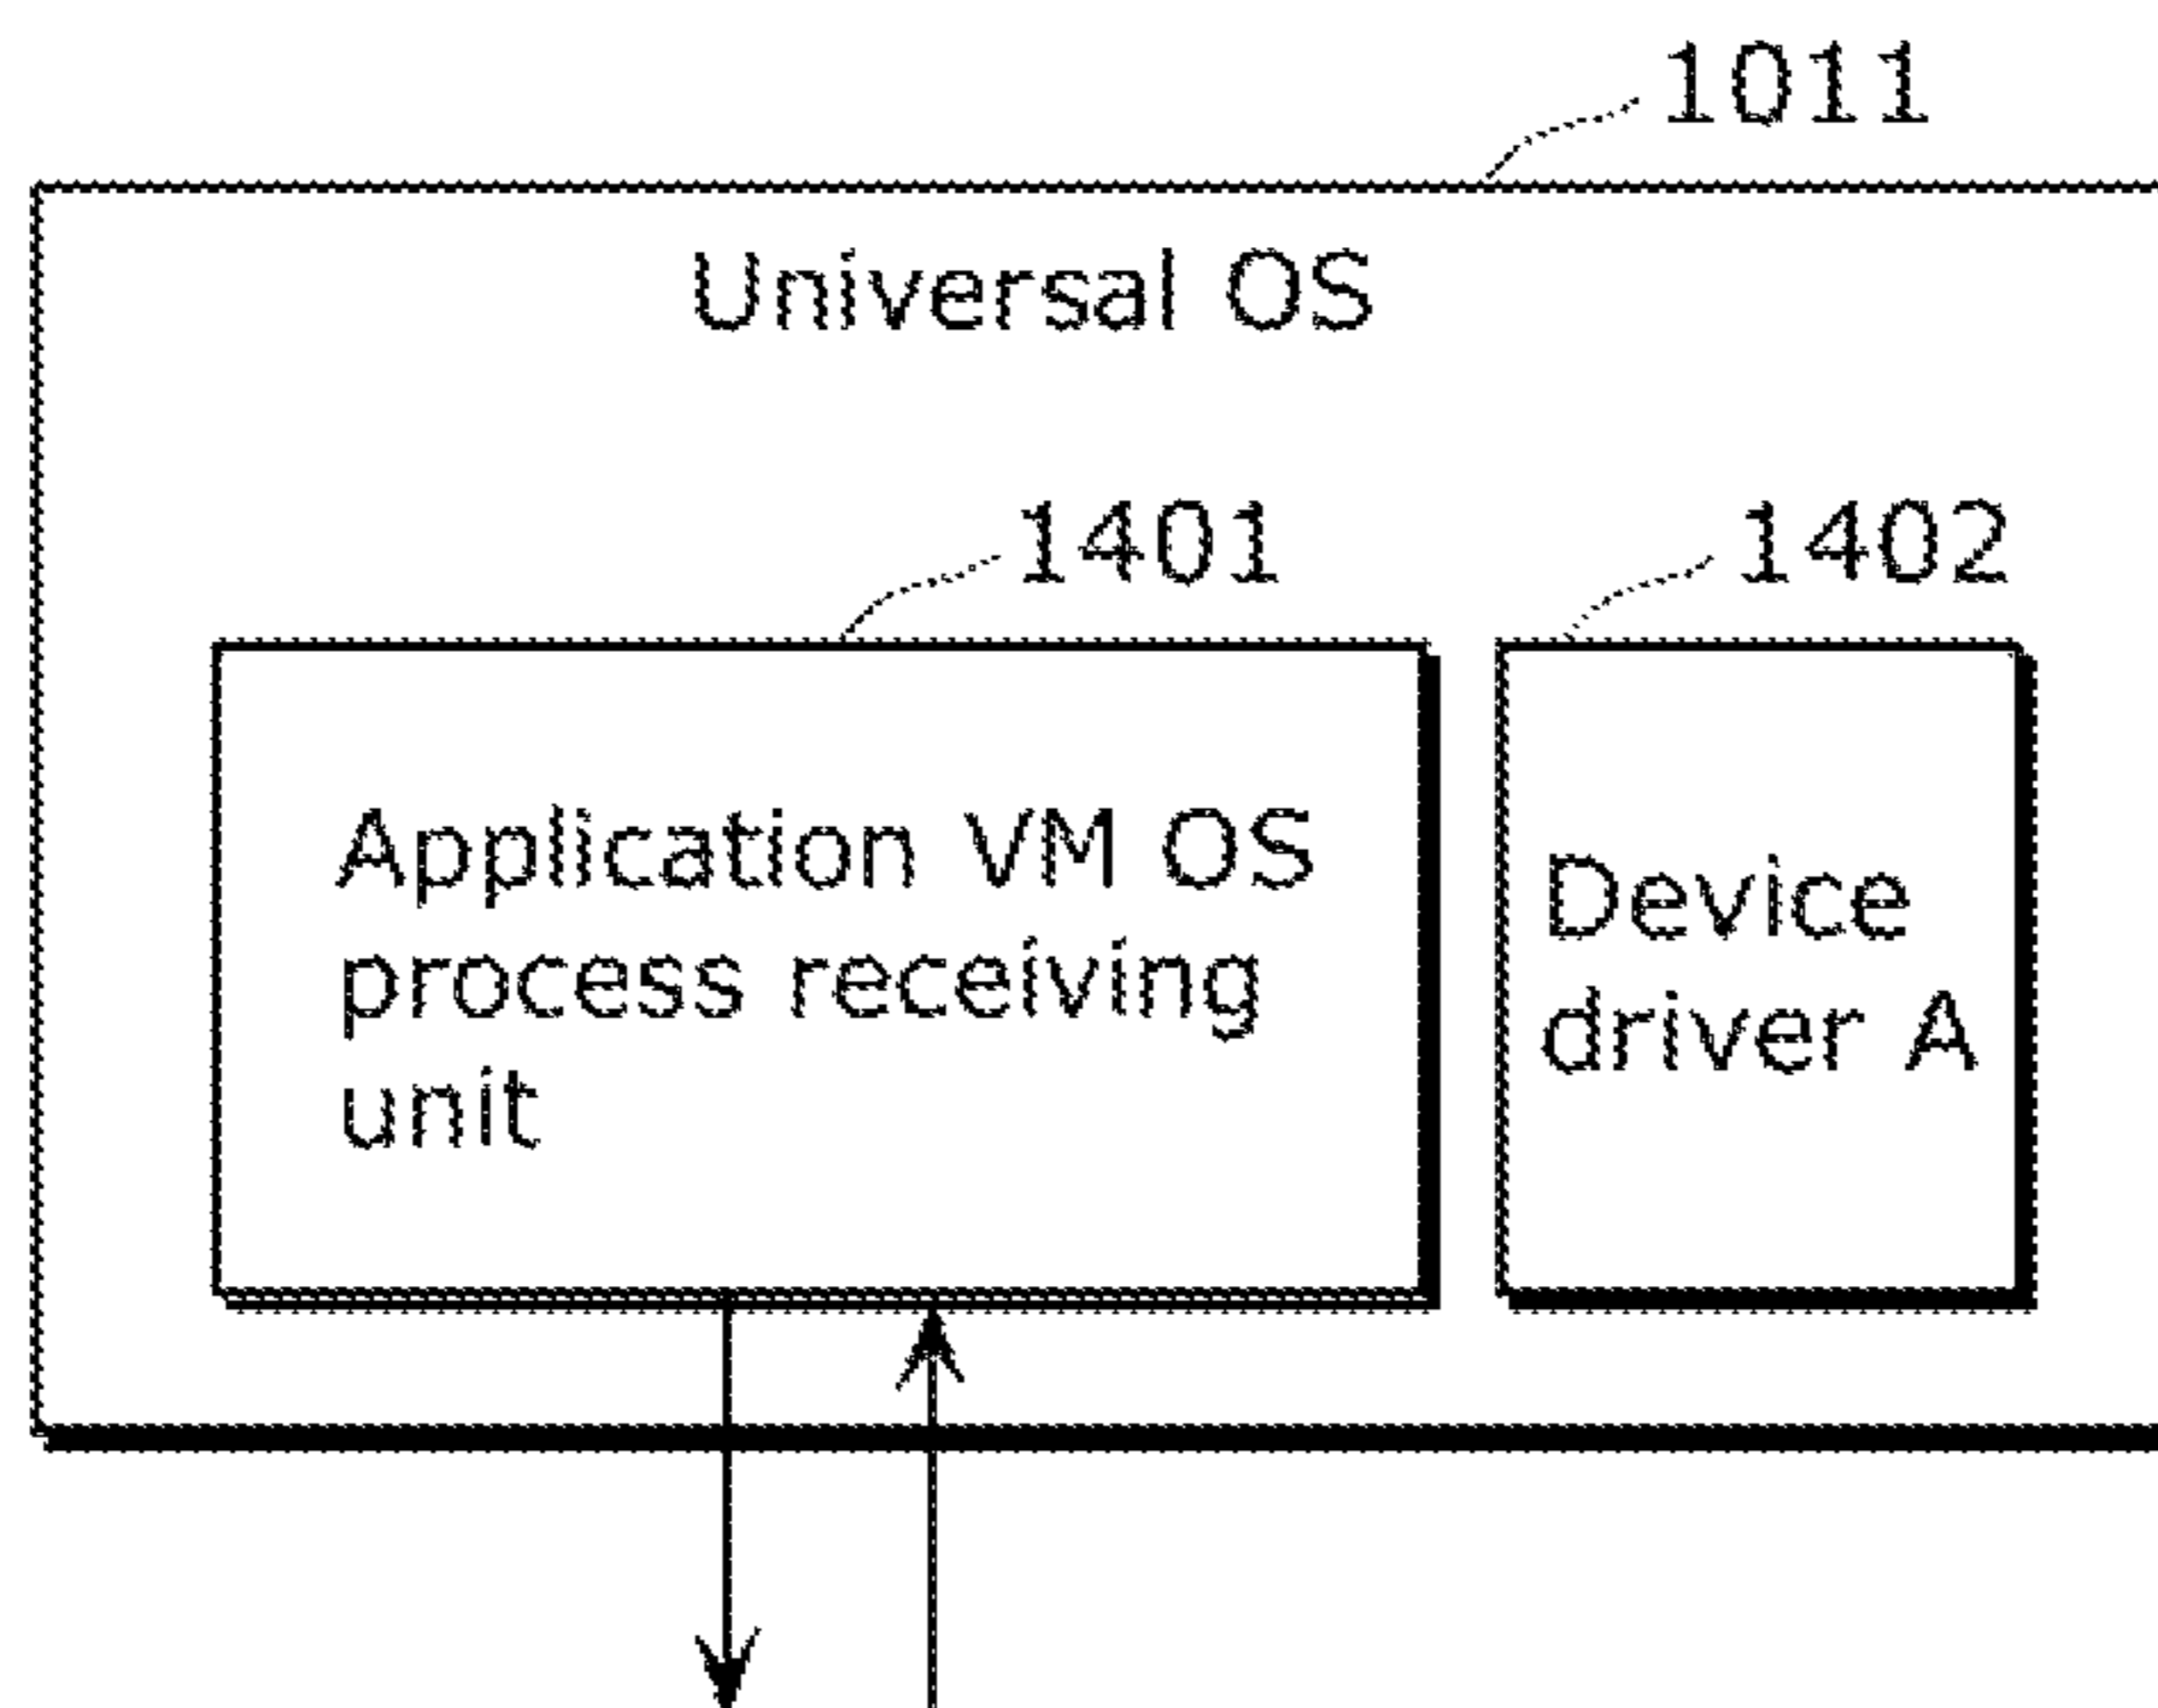 1011
Universal OS
1401
1402
Application VM OS
process receiving
unit
Device
driver A